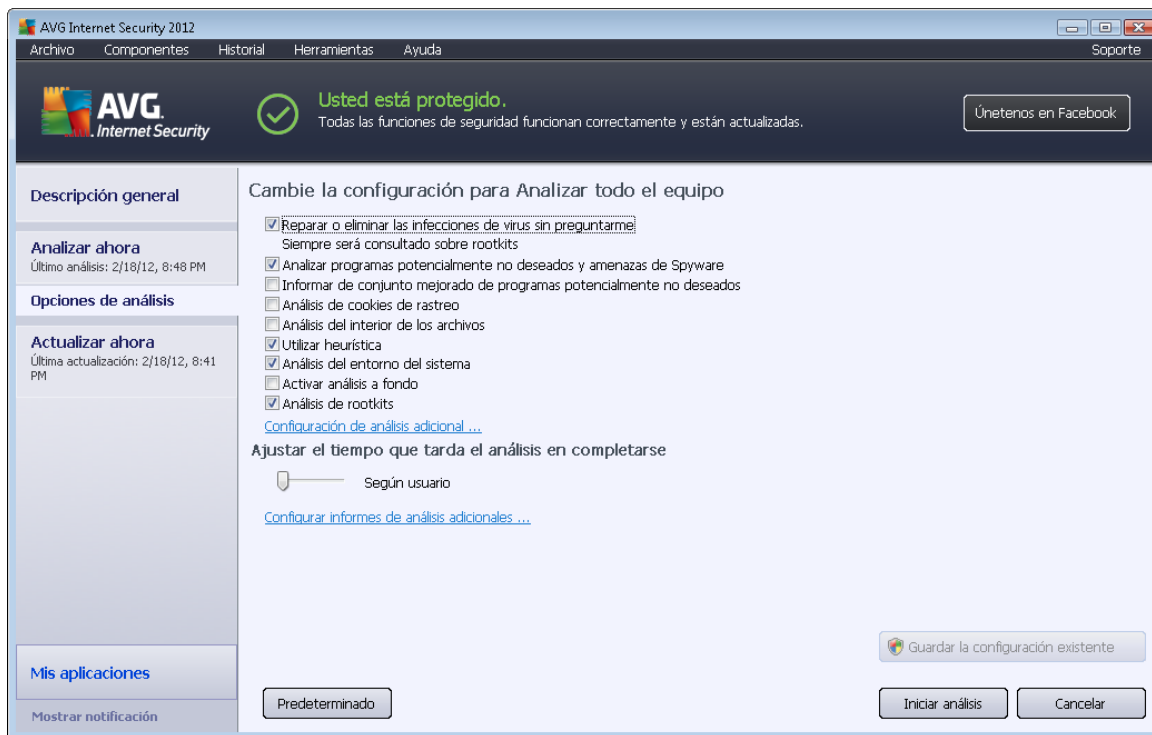 AVG Internet Security 2012
Archivo Componentes Historial Herramientas Ayuda Soporte
AVG.
Internet Security
Usted está protegido.
Todas las funciones de seguridad funcionan correctamente y están actualizadas.
Únetenos en Facebook
Descripción general
Analizar ahora
Último análisis: 2/18/12, 8:48 PM
Opciones de análisis
Actualizar ahora
Última actualización: 2/18/12, 8:41
PM
Mis aplicaciones
Mostrar notificación
Cambie la configuración para Analizar todo el equipo
Reparar o eliminar las infecciones de virus sin preguntarme
Siempre será consultado sobre rootkits
Analizar programas potencialmente no deseados y amenazas de Spyware
Informar de conjunto mejorado de programas potencialmente no deseados
Análisis de cookies de rastreo
Análisis del interior de los archivos
Utilizar heurística
Análisis del entorno del sistema
Activar análisis a fondo
Análisis de rootkits
Configuración de análisis adicional ...
Ajustar el tiempo que tarda el análisis en completarse
Según usuario
Configurar informes de análisis adicionales ...
Guardar la configuración existente
Predeterminado
Iniciar análisis
Cancelar